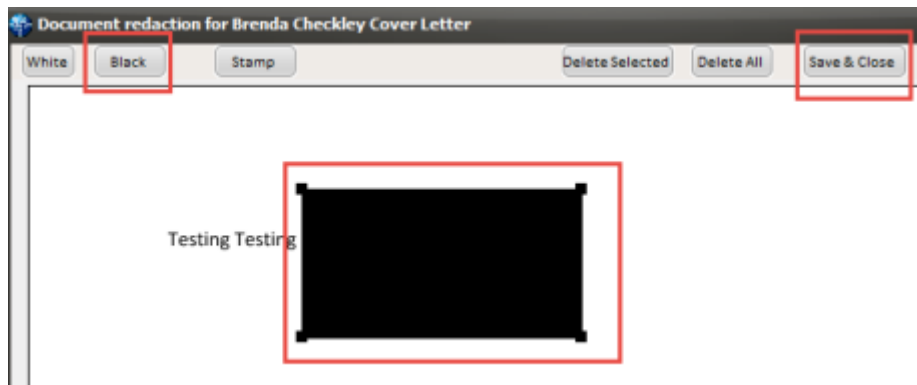 Document redaction for Brenda Checkley Cover Letter
White Black Stamp Delete Selected Delete All Save & Close
Testing Testing